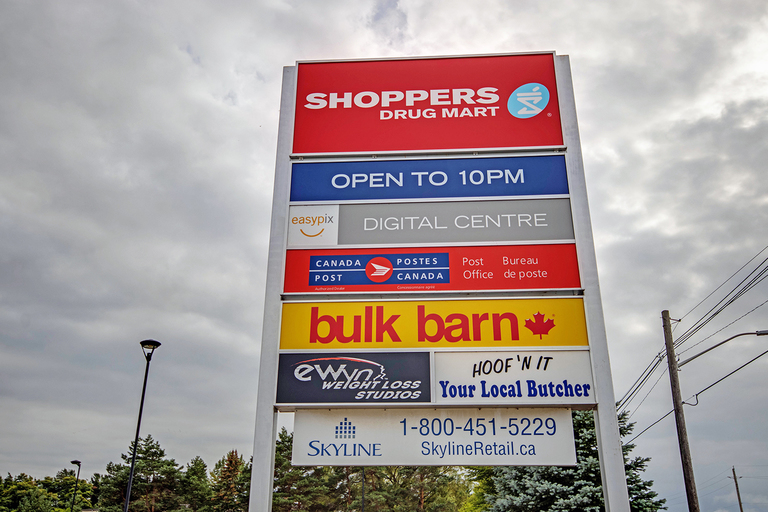 SHOPPERS
DRUG MART
OPEN TO 10PM
easypix
DIGITAL CENTRE
CANADA POSTES
POST CANADA
Post Bureau
Office de poste
bulk barn
ewyn
WEIGHT LOSS
STUDIOS
HOOF 'N IT
Your Local Butcher
SKYLINE
1-800-451-5229
SkylineRetail.ca